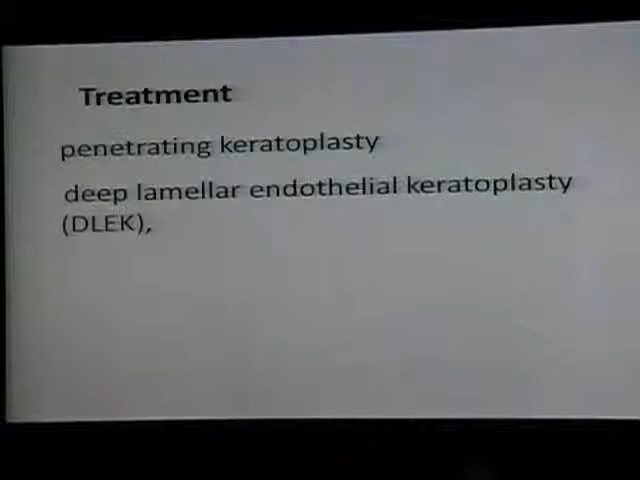 Treatment
penetrating keratoplasty
deep lamellar endothelial keratoplasty
(DLEK),